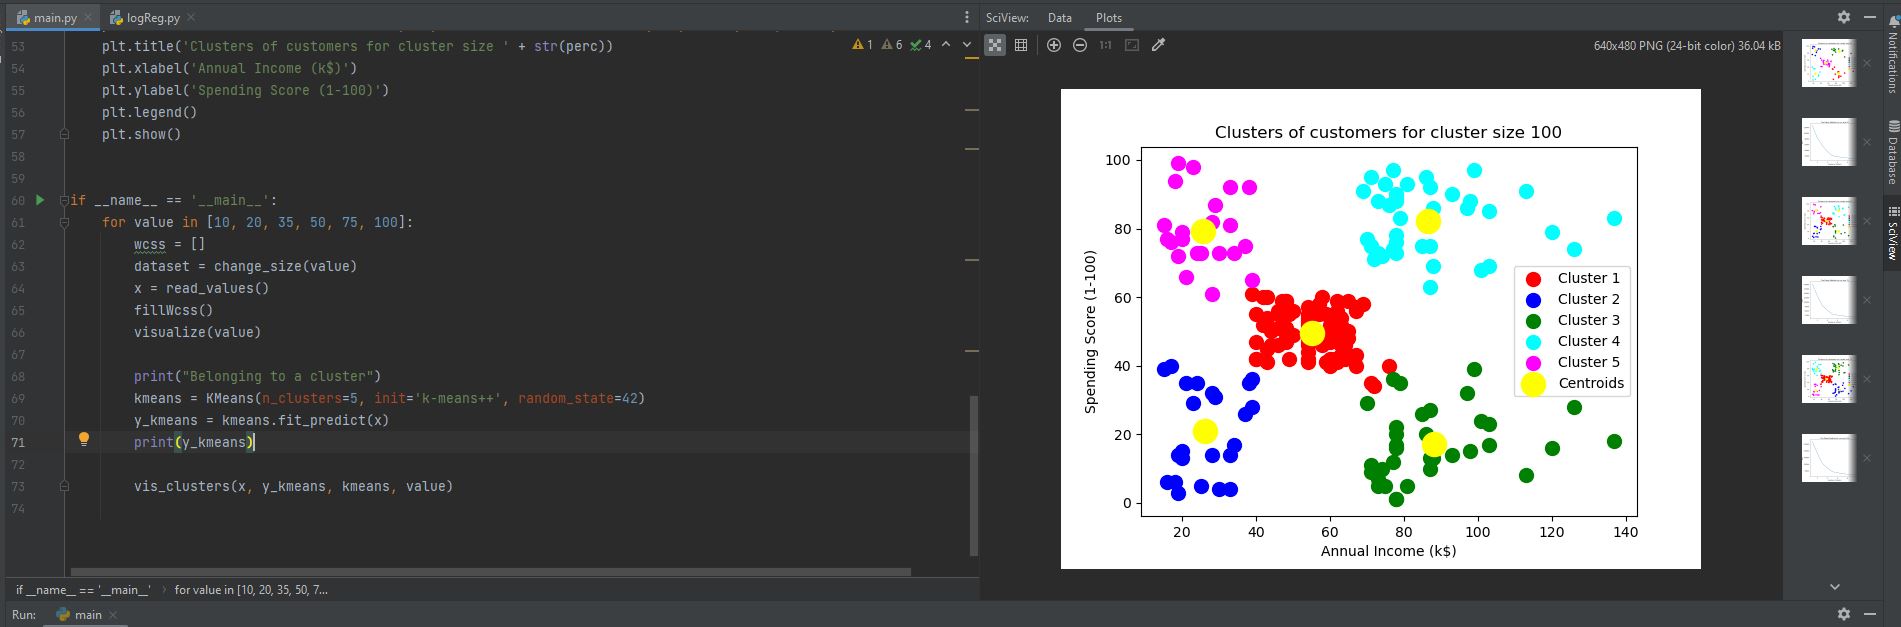 main.py
logReg.py
SciView:
Data
Plots
53 plt.title('Clusters of customers for cluster size ' + str(perc))
1 6 4
54 plt.xlabel('Annual Income (k$)')
55 plt.ylabel('Spending Score (1-100)')
56 plt.legend()
57 plt.show()
58
59
60 if __name__ == '__main__':
61 for value in [10, 20, 35, 50, 75, 100]:
62 wcss = []
63 dataset = change_size(value)
64 x = read_values()
65 fillWcss()
66 visualize(value)
67
68 print("Belonging to a cluster")
69 kmeans = KMeans(n_clusters=5, init='k-means++', random_state=42)
70 y_kmeans = kmeans.fit_predict(x)
71 print(y_kmeans)
72
73 vis_clusters(x, y_kmeans, kmeans, value)
74
if __name__ == '__main__'
for value in [10, 20, 35, 50, 7...
Run:
main
1:1
640x480 PNG (24-bit color) 36.04 kB
Clusters of customers for cluster size 100
100
80
60
40
20
0
Spending Score (1-100)
20 40 60 80 100 120 140
Annual Income (k$)
Cluster 1
Cluster 2
Cluster 3
Cluster 4
Cluster 5
Centroids
Notifications
Database
SciView